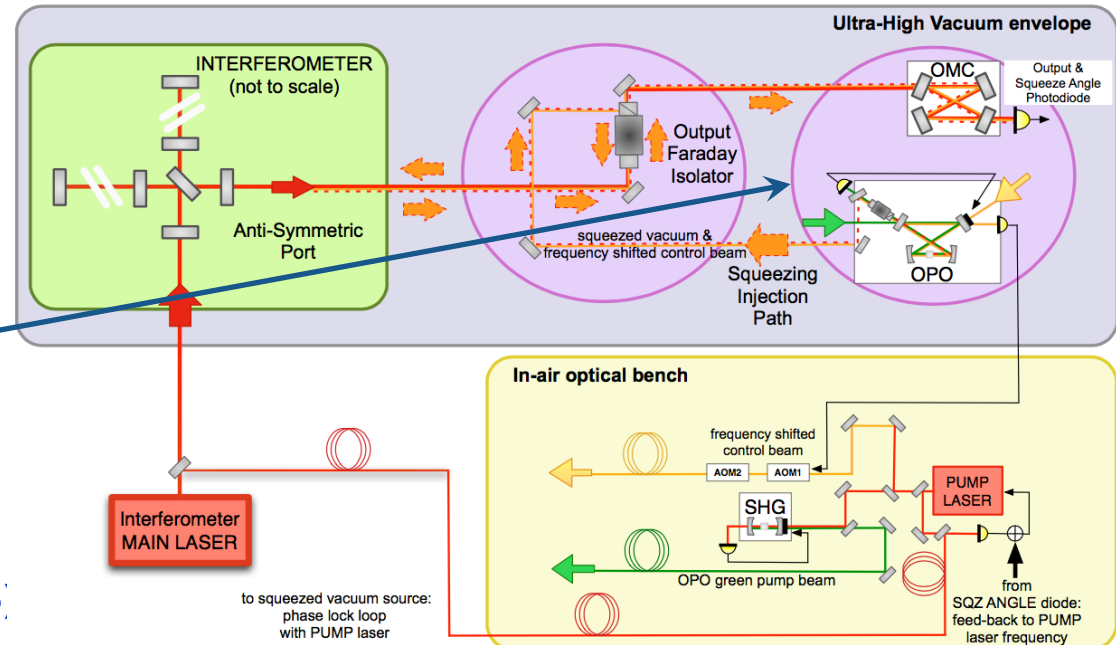 Ultra-High Vacuum envelope
INTERFEROMETER
(not to scale)
OMC
Output &
Squeeze Angle
Photodiode
Output
Faraday
Isolator
Anti-Symmetric
Port
squeezed vacuum &
frequency shifted control beam
Squeezing
Injection
Path
OPO
In-air optical bench
frequency shifted
control beam
AOM2
AOM1
PUMP
LASER
SHG
Interferometer
MAIN LASER
OPO green pump beam
to squeezed vacuum source:
phase lock loop
with PUMP laser
from
SQZ ANGLE diode:
feed-back to PUMP
laser frequency